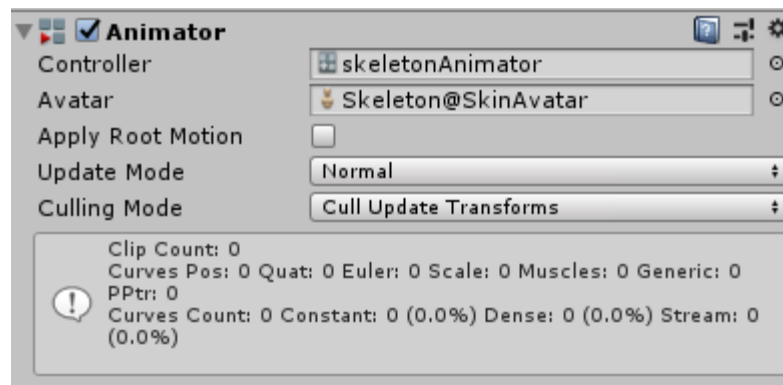 Animator
Controller skeletonAnimator
Avatar Skeleton@SkinAvatar
Apply Root Motion
Update Mode Normal
Culling Mode Cull Update Transforms
Clip Count: 0
Curves Pos: 0 Quat: 0 Euler: 0 Scale: 0 Muscles: 0 Generic: 0
PPtr: 0
Curves Count: 0 Constant: 0 (0.0%) Dense: 0 (0.0%) Stream: 0
(0.0%)